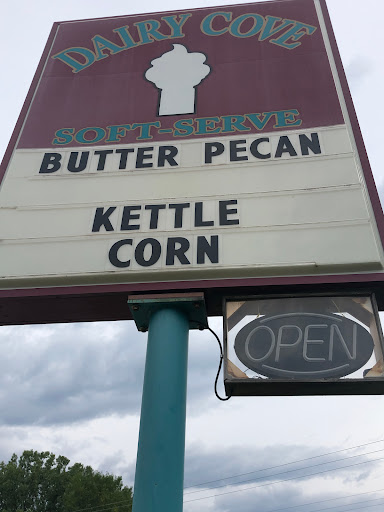 DAIRY COVE
SOFT-SERVE
BUTTER PECAN
KETTLE
CORN
OPEN